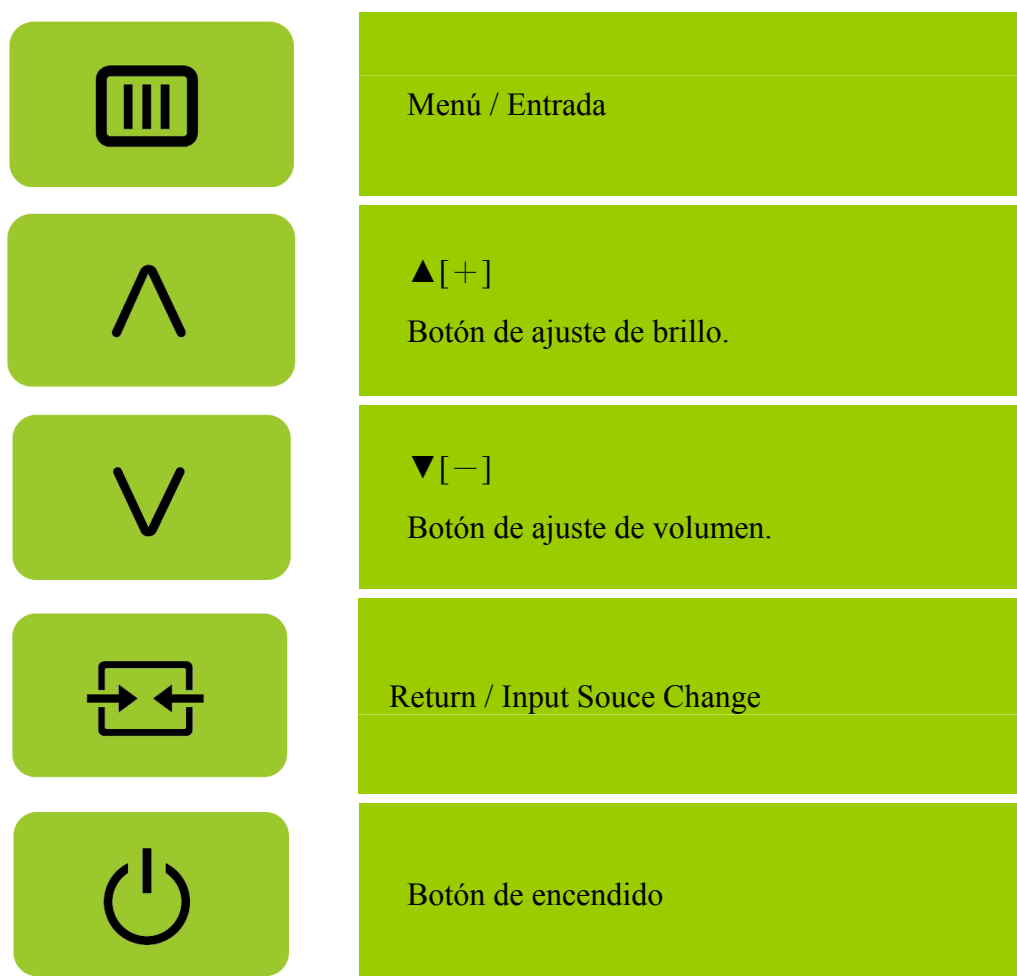 Menú / Entrada
▲[＋]
Botón de ajuste de brillo.
▼[－]
Botón de ajuste de volumen.
Return / Input Souce Change
Botón de encendido